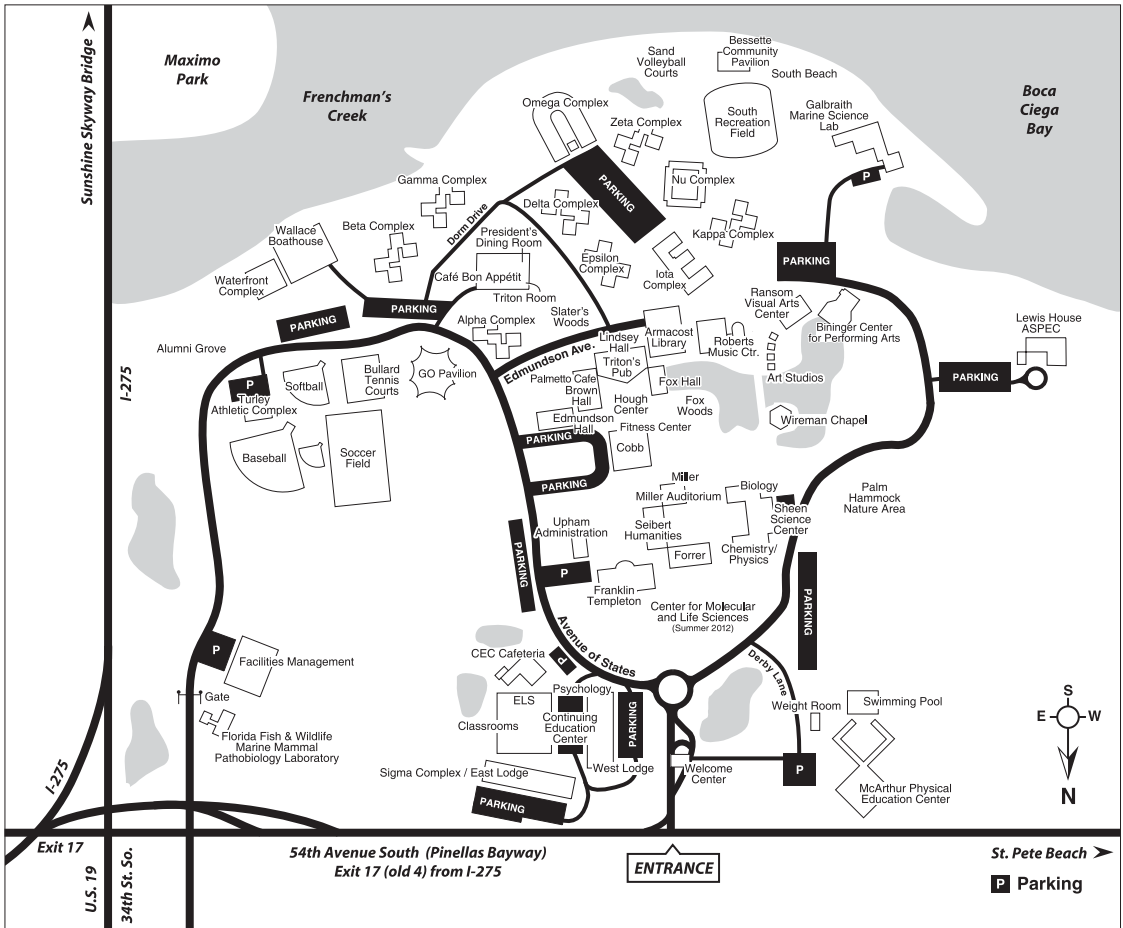 Sunshine Skyway Bridge
Maximo
Park
Frenchman's
Creek
Sand
Volleyball
Courts
Bessette
Community
Pavilion
South Beach
Boca
Ciega
Bay
Omega Complex
Zeta Complex
South
Recreation
Field
Galbraith
Marine Science
Lab
P
Gamma Complex
PARKING
Nu Complex
Delta Complex
Dorm Drive
Beta Complex
Wallace
Boathouse
President's
Dining Room
Kappa Complex
Epsilon
Complex
Iota
Complex
PARKING
Waterfront
Complex
Café Bon Appétit
Triton Room
PARKING
PARKING
Alpha Complex
Slater's
Woods
Ransom
Visual Arts
Center
Bininger Center
for Performing Arts
Lewis House
ASPEC
Alumni Grove
Lindsey
Hall
Armacost
Library
Roberts
Music Ctr.
Edmundson Ave.
Triton's
Pub
I-275
P
Turley
Athletic Complex
Softball
Bullard
Tennis
Courts
GO Pavilion
Palmetto Cafe
Brown
Hall
Fox Hall
Art Studios
PARKING
Hough
Center
Fox
Woods
Edmundson
Hall
Fitness Center
Wireman Chapel
PARKING
Cobb
Baseball
Soccer
Field
PARKING
Miller
Miller Auditorium
Biology
Palm
Hammock
Nature Area
Sheen
Science
Center
Upham
Administration
Seibert
Humanities
Forrer
Chemistry/
Physics
PARKING
P
Franklin
Templeton
PARKING
Center for Molecular
and Life Sciences
(Summer 2012)
Avenue of States
P
Facilities Management
CEC Cafeteria
P
Derby Lane
Gate
Psychology
ELS
Classrooms
Continuing
Education
Center
PARKING
Weight Room
Swimming Pool
S
E
W
N
Florida Fish & Wildlife
Marine Mammal
Pathobiology Laboratory
West Lodge
Welcome
Center
P
Sigma Complex / East Lodge
PARKING
McArthur Physical
Education Center
I-275
Exit 17
U.S. 19
34th St. So.
54th Avenue South (Pinellas Bayway)
Exit 17 (old 4) from I-275
ENTRANCE
St. Pete Beach
P Parking